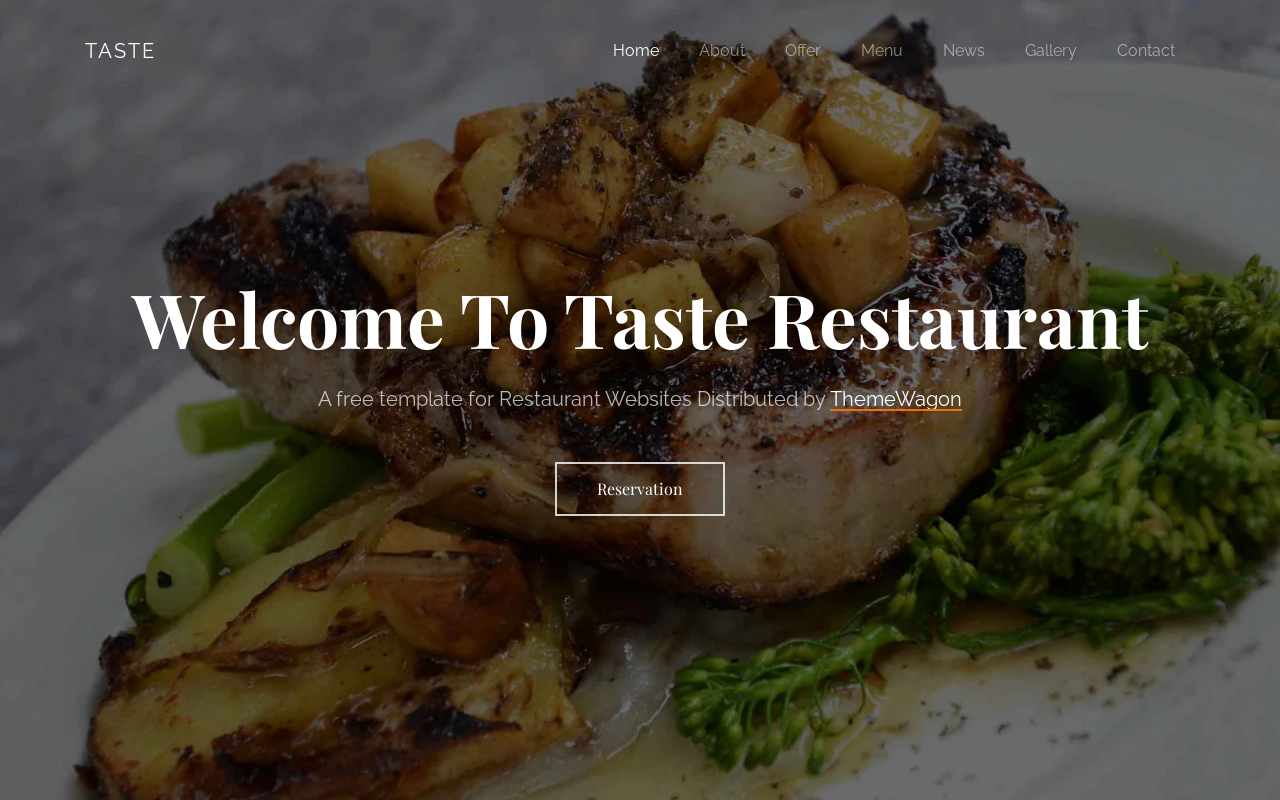 TASTE
Home About Offer Menu News Gallery Contact
Welcome To Taste Restaurant
A free template for Restaurant Websites Distributed by ThemeWagon
Reservation